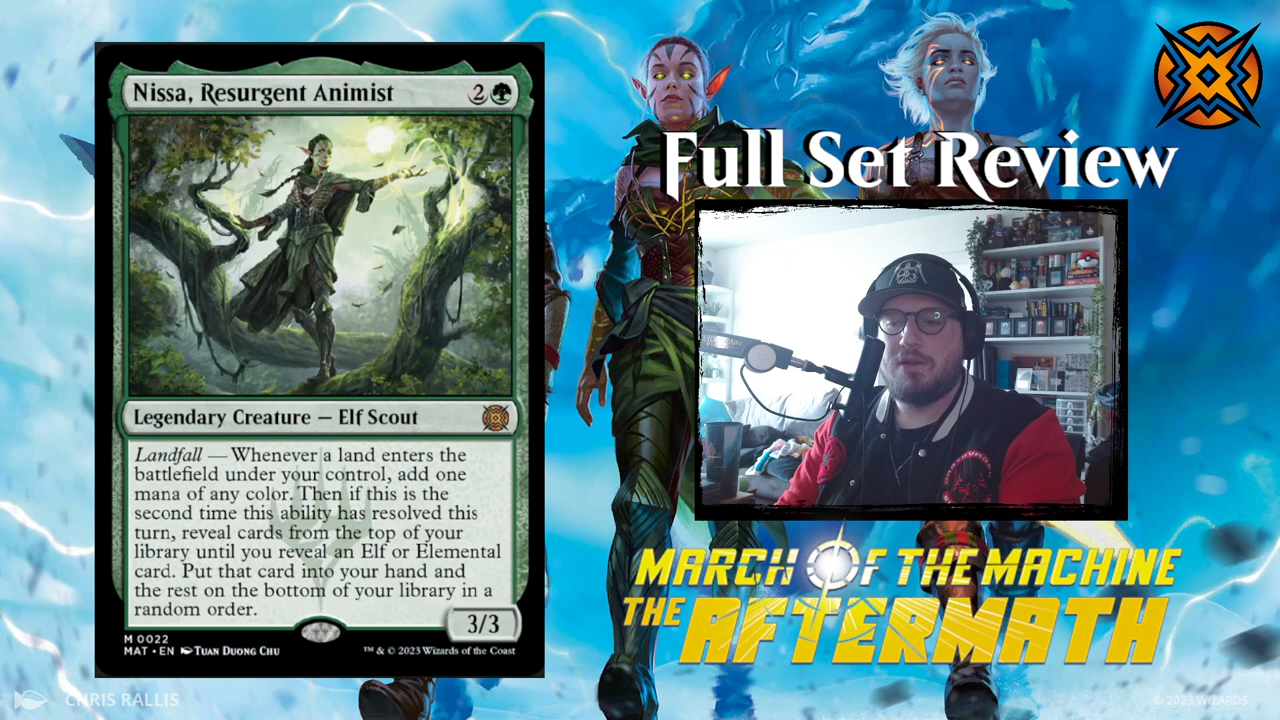 Nissa, Resurgent Animist 2
Legendary Creature — Elf Scout
Landfall — Whenever a land enters the
battlefield under your control, add one
mana of any color. Then if this is the
second time this ability has resolved this
turn, reveal cards from the top of your
library until you reveal an Elf or Elemental
card. Put that card into your hand and
the rest on the bottom of your library in a
random order.
3/3
M 0022
MAT • EN Tuan Duong Chu
™ & © 2023 Wizards of the Coast
Full Set Review
MARCH OF THE MACHINE
THE AFTERMATH
CHRIS RALLIS
© 2023 WIZARDS